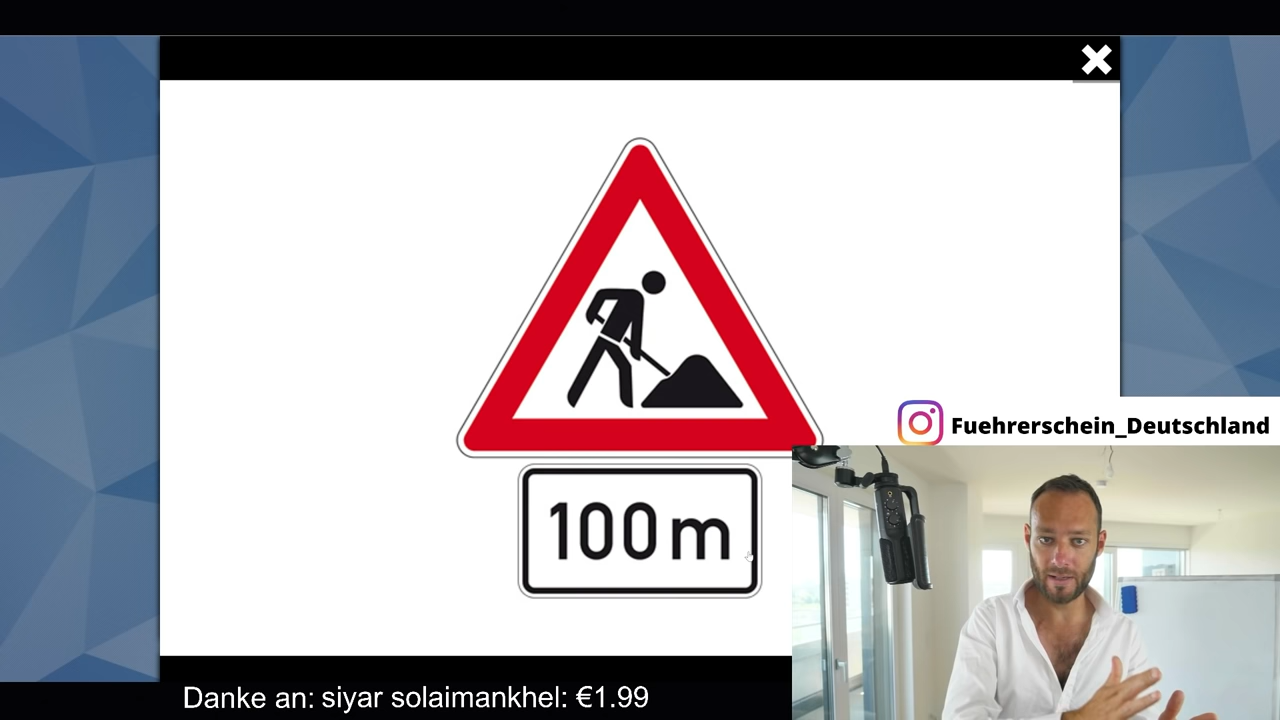 Fuehrerschein_Deutschland
100 m
Danke an: siyar solaimankhel: €1.99